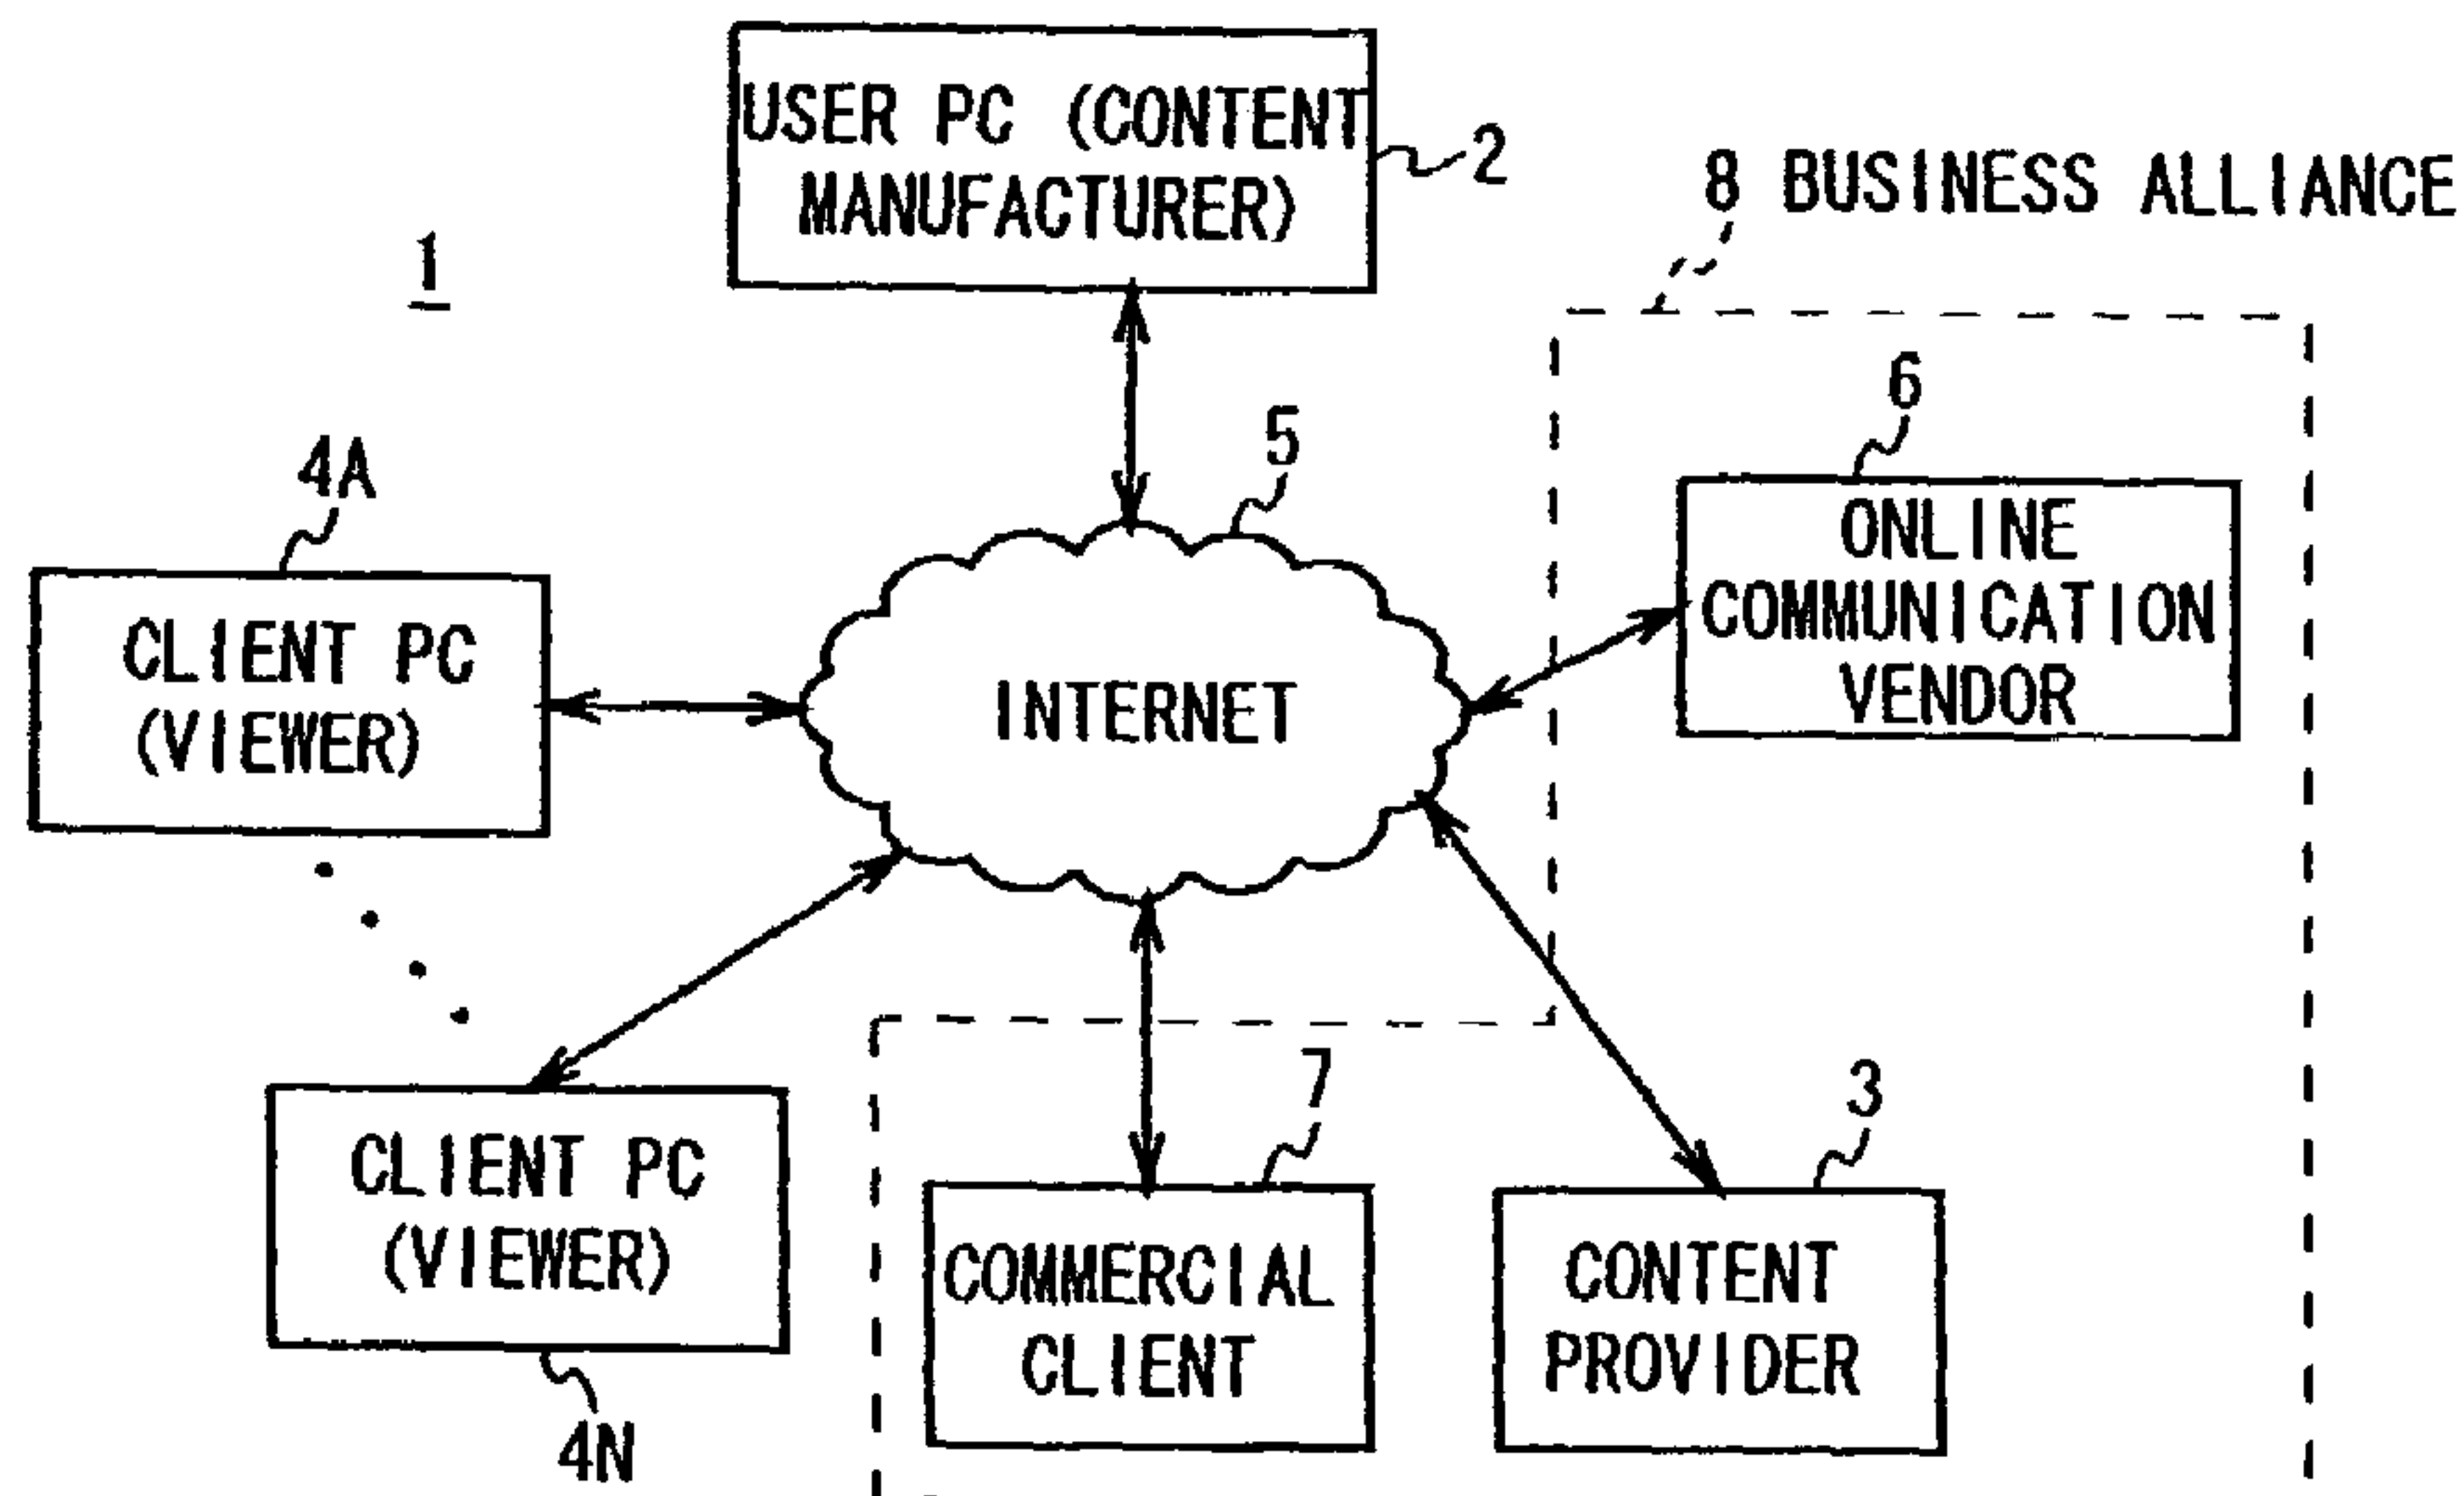 USER PC (CONTENT
MANUFACTURER)
2
8 BUSINESS ALLIANCE
1
6
5
4A
ONLINE
COMMUNICATION
VENDOR
CLIENT PC
(VIEWER)
INTERNET
7
3
CLIENT PC
(VIEWER)
COMMERCIAL
CLIENT
CONTENT
PROVIDER
4N